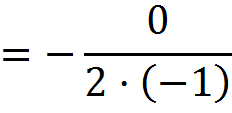 = − 0 / 2 · (−1)